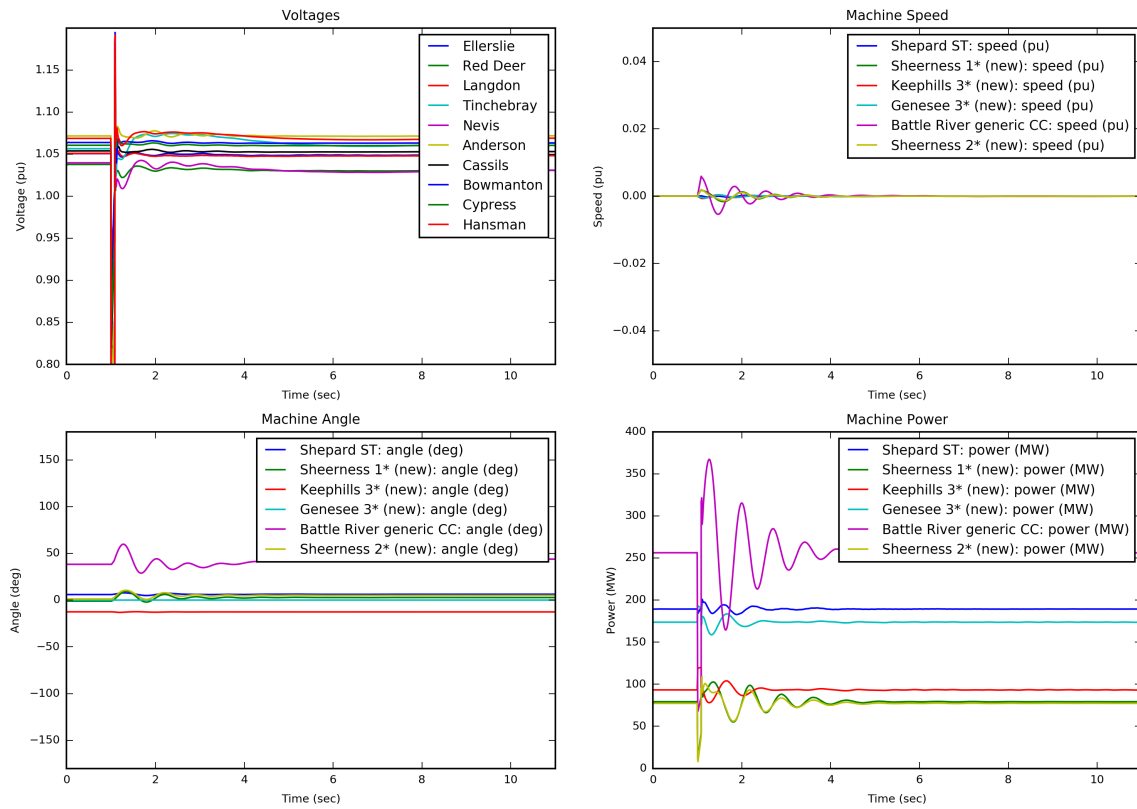 Voltages
1.15
1.10
1.05
1.00
0.95
0.90
0.85
0.80
Voltage (pu)
Ellerslie
Red Deer
Langdon
Tinchebray
Nevis
Anderson
Cassils
Bowmanton
Cypress
Hansman
0 2 4 6 8 10
Time (sec)
Machine Speed
0.04
0.02
0.00
−0.02
−0.04
Speed (pu)
Shepard ST: speed (pu)
Sheerness 1* (new): speed (pu)
Keephills 3* (new): speed (pu)
Genesee 3* (new): speed (pu)
Battle River generic CC: speed (pu)
Sheerness 2* (new): speed (pu)
0 2 4 6 8 10
Time (sec)
Machine Angle
150
100
50
0
−50
−100
−150
Angle (deg)
Shepard ST: angle (deg)
Sheerness 1* (new): angle (deg)
Keephills 3* (new): angle (deg)
Genesee 3* (new): angle (deg)
Battle River generic CC: angle (deg)
Sheerness 2* (new): angle (deg)
0 2 4 6 8 10
Time (sec)
Machine Power
400
350
300
250
200
150
100
50
0
Power (MW)
Shepard ST: power (MW)
Sheerness 1* (new): power (MW)
Keephills 3* (new): power (MW)
Genesee 3* (new): power (MW)
Battle River generic CC: power (MW)
Sheerness 2* (new): power (MW)
0 2 4 6 8 10
Time (sec)